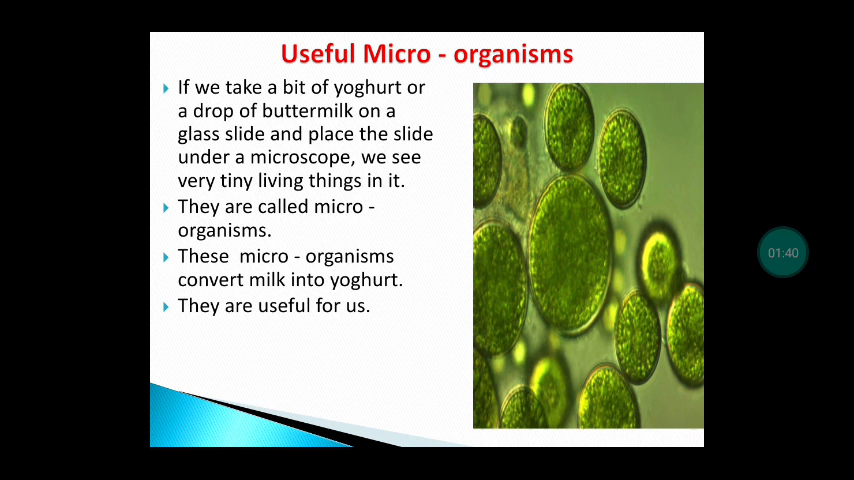 Useful Micro - organisms
If we take a bit of yoghurt or
a drop of buttermilk on a
glass slide and place the slide
under a microscope, we see
very tiny living things in it.
They are called micro -
organisms.
These  micro - organisms
convert milk into yoghurt.
They are useful for us.
01:40